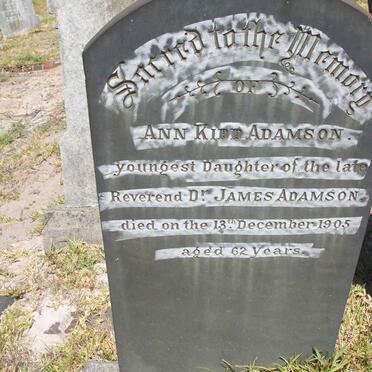 Sacred to the Memory
OF
ANN KIDD ADAMSON
youngest Daughter of the late
Reverend Dr. JAMES ADAMSON
died on the 13th December 1905
aged 62 Years.